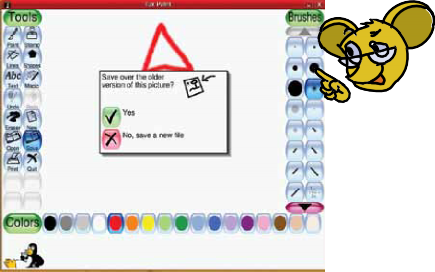 Tux Paint
Tools
Brushes
Paint
Stamp
Lines
Shapes
Abc
Text
Magic
Undo
Eraser
New
Open
Save
Print
Quit
Save over the older
version of this picture?
Yes
No, save a new file
Colors